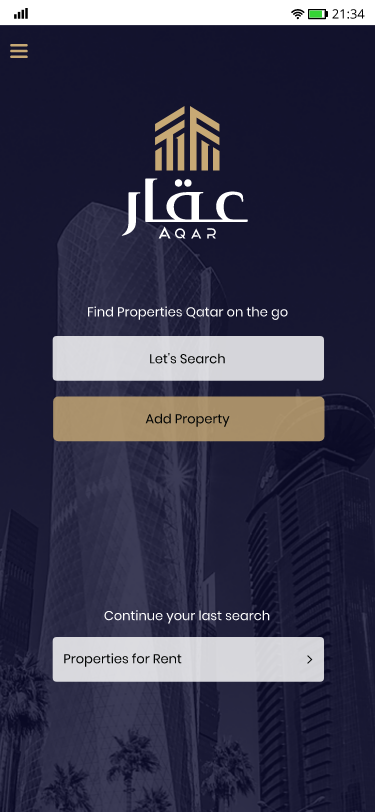 21:34
عقار
AQAR
Find Properties Qatar on the go
Let's Search
Add Property
Continue your last search
Properties for Rent